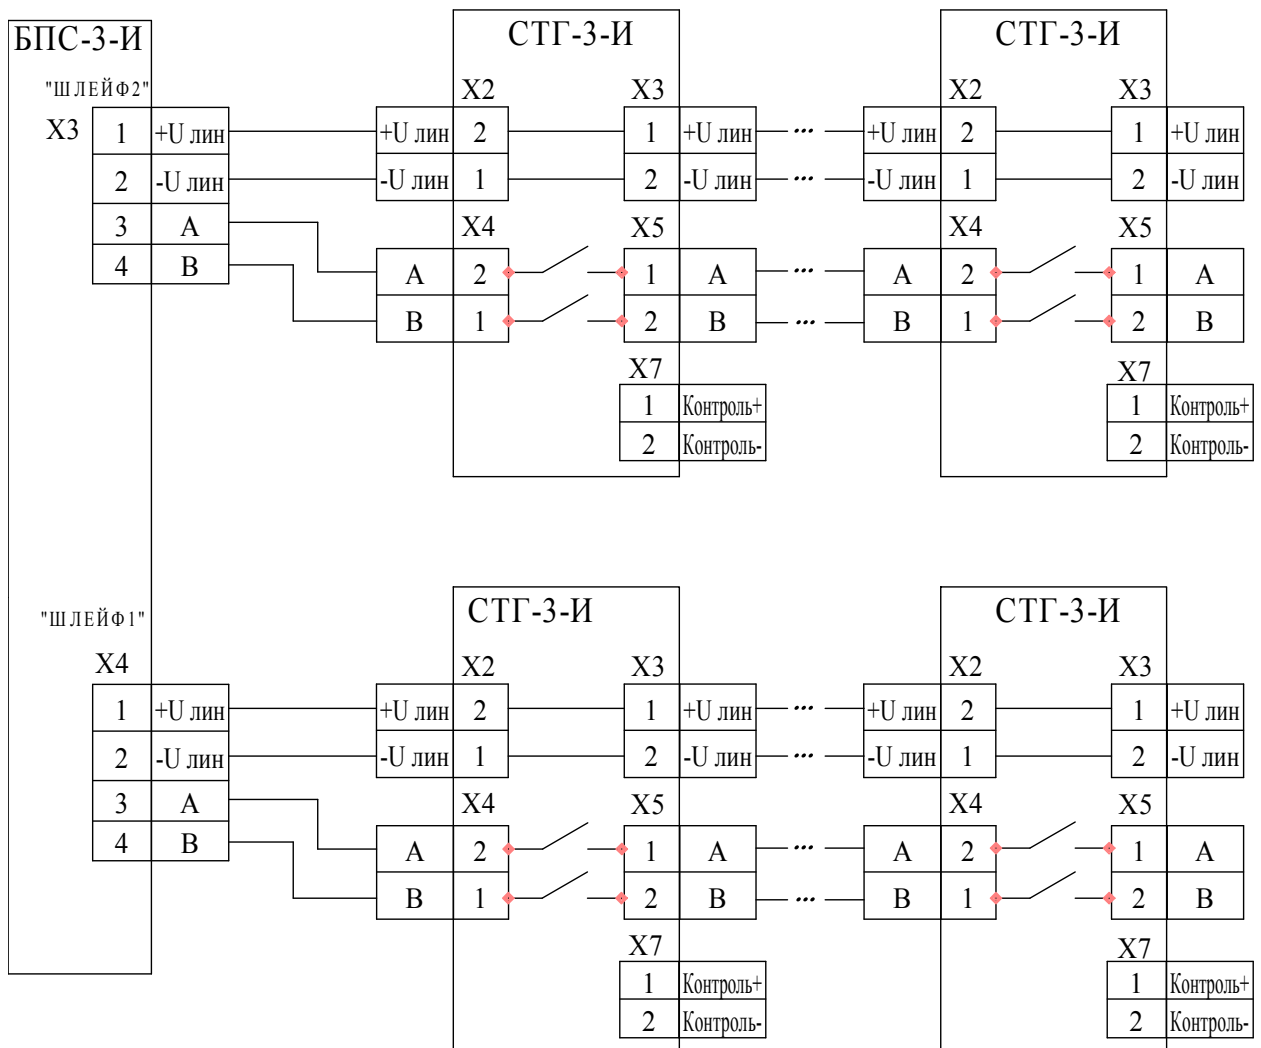 БПС-3-И СТГ-3-И СТГ-3-И
"ШЛЕЙФ2" X2 X3 X2 X3
X3 1 +U лин +U лин 2 1 +U лин ... +U лин 2 1 +U лин
2 -U лин -U лин 1 2 -U лин ... -U лин 1 2 -U лин
3 А X4 X5 X4 X5
4 В А 2 1 А ... А 2 1 А
В 1 2 В ... В 1 2 В
X7 X7
1 Контроль+ 1 Контроль+
2 Контроль- 2 Контроль-
"ШЛЕЙФ1" СТГ-3-И СТГ-3-И
X4 X2 X3 X2 X3
1 +U лин +U лин 2 1 +U лин ... +U лин 2 1 +U лин
2 -U лин -U лин 1 2 -U лин ... -U лин 1 2 -U лин
3 А X4 X5 X4 X5
4 В А 2 1 А ... А 2 1 А
В 1 2 В ... В 1 2 В
X7 X7
1 Контроль+ 1 Контроль+
2 Контроль- 2 Контроль-